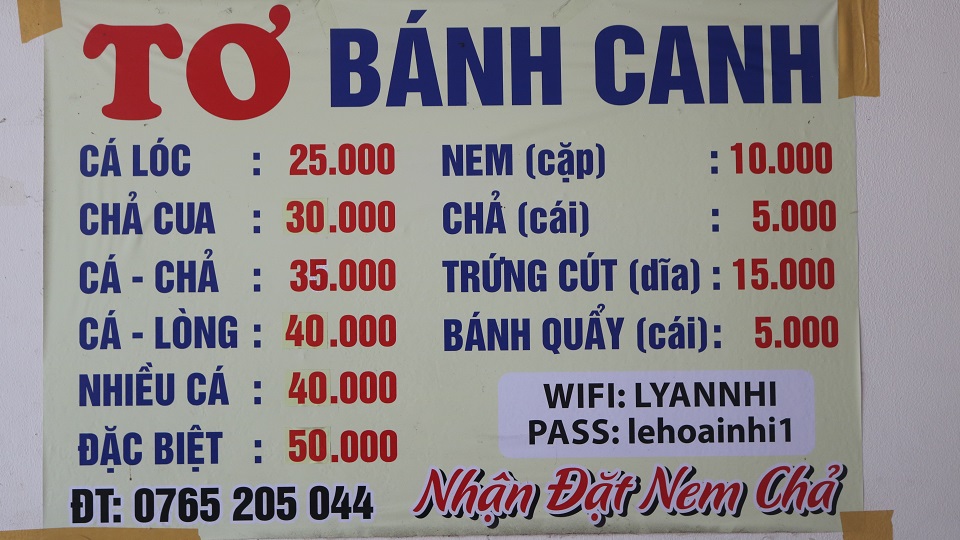 TƠ BÁNH CANH
CÁ LÓC : 25.000
CHẢ CUA : 30.000
CÁ - CHẢ : 35.000
CÁ - LÒNG : 40.000
NHIỀU CÁ : 40.000
ĐẶC BIỆT : 50.000
NEM (cặp) : 10.000
CHẢ (cái) : 5.000
TRỨNG CÚT (dĩa) : 15.000
BÁNH QUẨY (cái) : 5.000
WIFI: LYANNHI
PASS: lehoainhi1
ĐT: 0765 205 044
Nhận Đặt Nem Chả